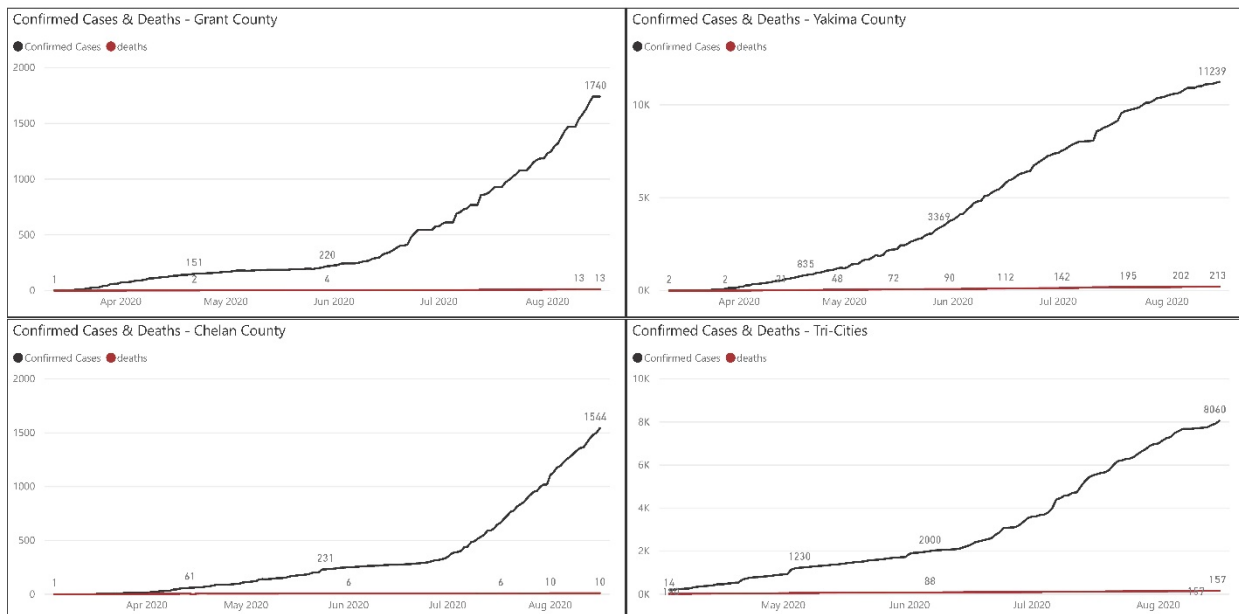 Confirmed Cases & Deaths - Grant County
Confirmed Cases deaths
2000
1740
1500
1000
500
151
220
1
2
4
13 13
0
Apr 2020 May 2020 Jun 2020 Jul 2020 Aug 2020
Confirmed Cases & Deaths - Yakima County
Confirmed Cases deaths
11239
10K
5K
3369
835
2 2 21 48 72 90 112 142 195 202 213
0K
Apr 2020 May 2020 Jun 2020 Jul 2020 Aug 2020
Confirmed Cases & Deaths - Chelan County
Confirmed Cases deaths
2000
1544
1500
1000
500
231
61
1
6 6 10 10
0
Apr 2020 May 2020 Jun 2020 Jul 2020 Aug 2020
Confirmed Cases & Deaths - Tri-Cities
Confirmed Cases deaths
10K
8060
8K
6K
4K
2000
2K
1230
14
88
157
157
0K
May 2020 Jun 2020 Jul 2020 Aug 2020